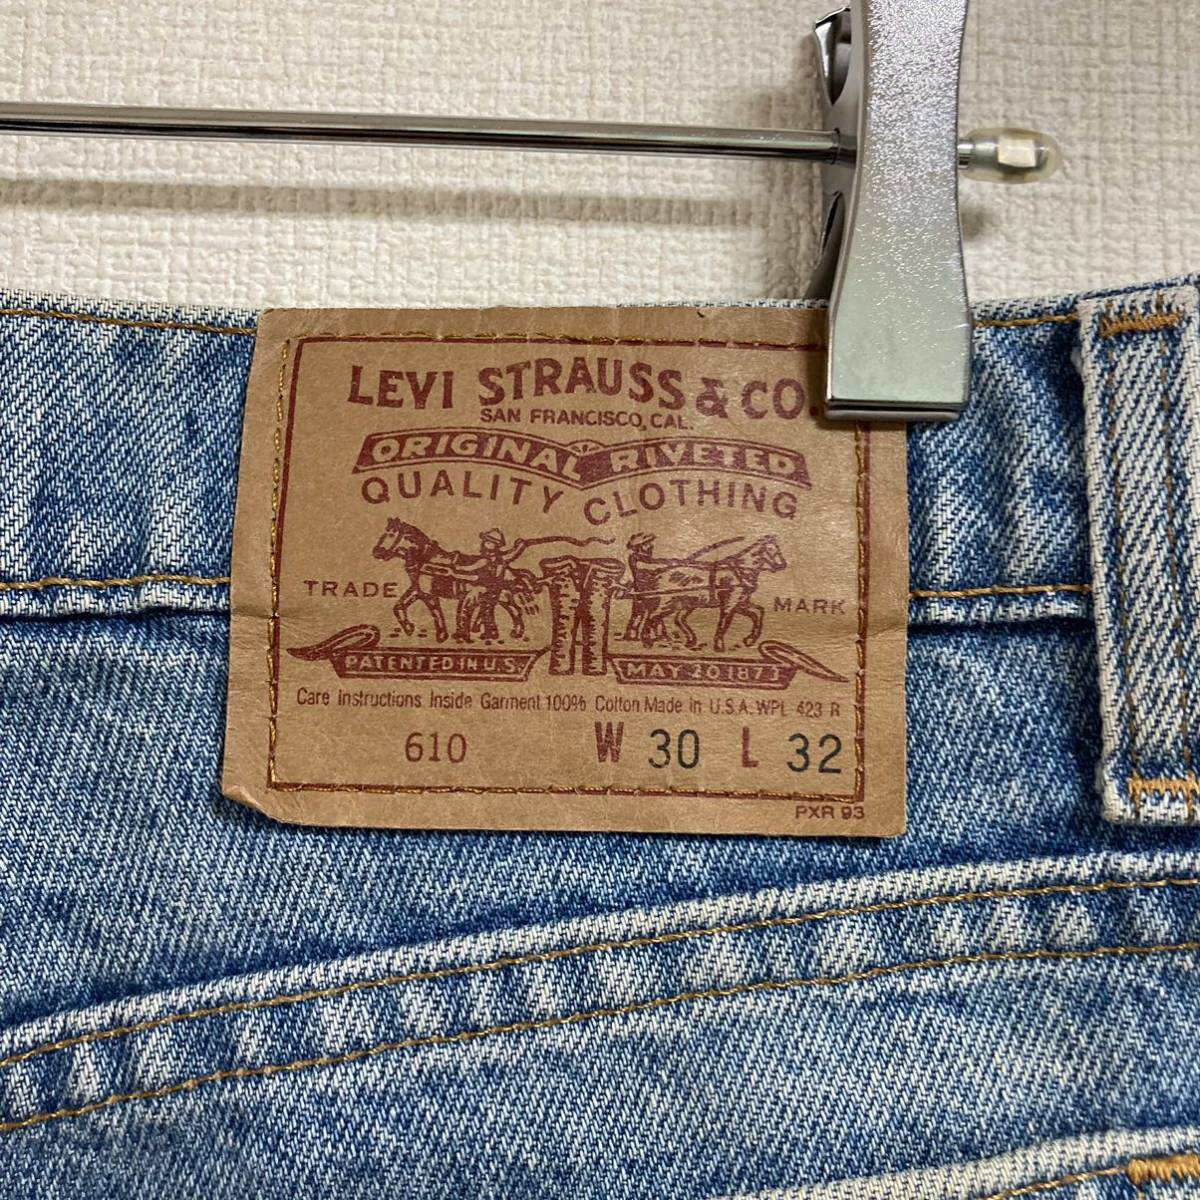 LEVI STRAUSS & CO.
SAN FRANCISCO, CAL.
ORIGINAL RIVETED
QUALITY CLOTHING
TRADE MARK
PATENTED IN U.S. MAY 20 1873
Care Instructions Inside Garment 100% Cotton Made in U.S.A. WPL 423 R
610 W 30 L 32
PXR 93